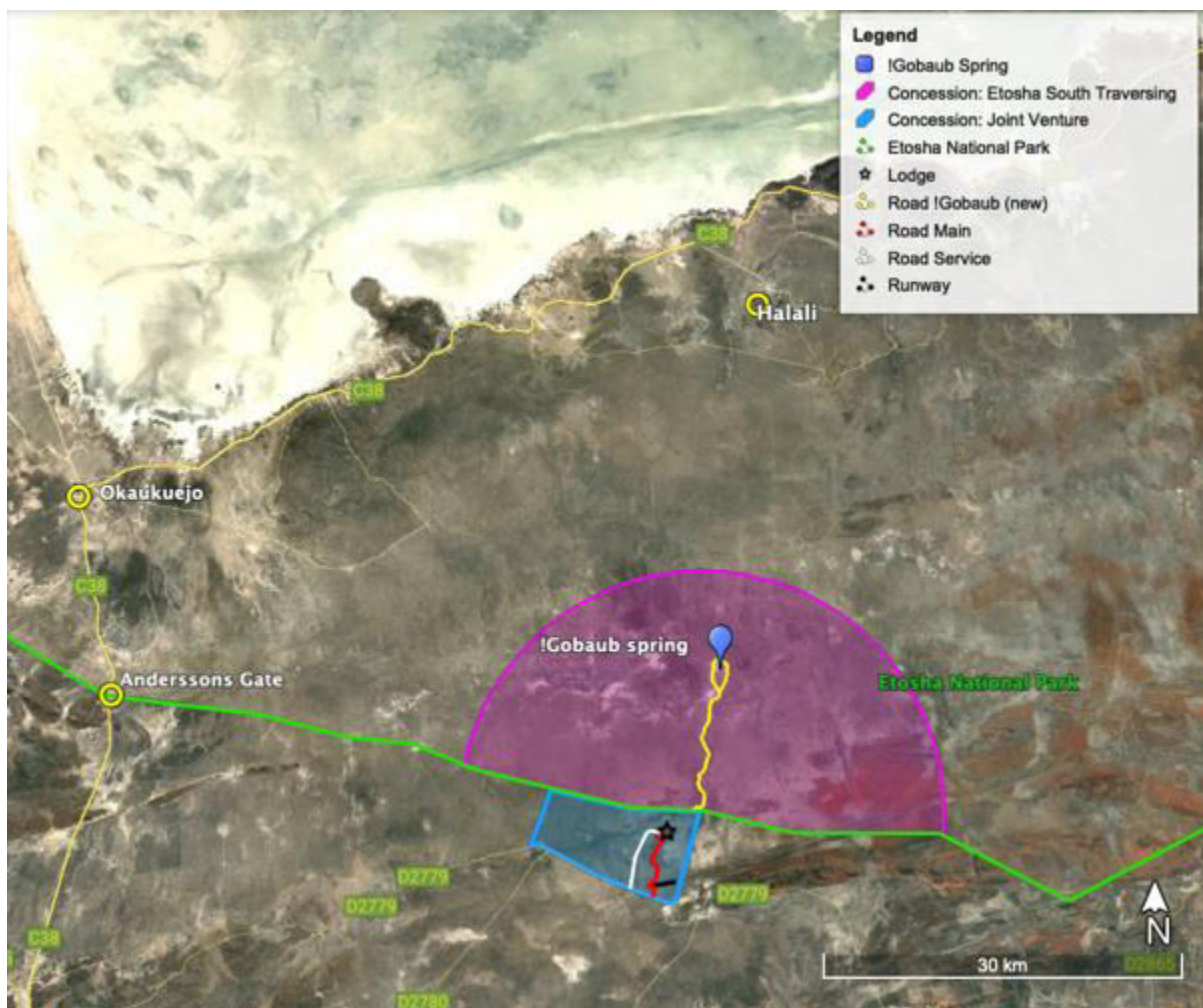 Legend
!Gobaub Spring
Concession: Etosha South Traversing
Concession: Joint Venture
Etosha National Park
Lodge
Road !Gobaub (new)
Road Main
Road Service
Runway
C38
Halali
C38
Okaukuejo
C38
!Gobaub spring
Anderssons Gate
Etosha National Park
D2779
D2779
D2779
C38
N
30 km
D2865
D2780